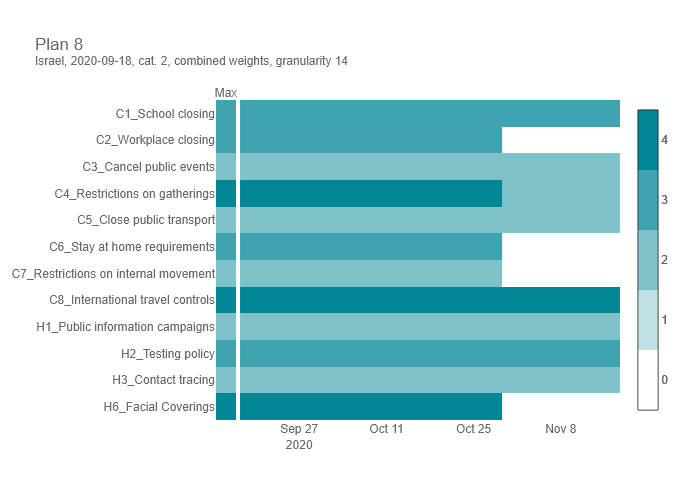 Plan 8
Israel, 2020-09-18, cat. 2, combined weights, granularity 14
Max
C1_School closing
C2_Workplace closing
C3_Cancel public events
C4_Restrictions on gatherings
C5_Close public transport
C6_Stay at home requirements
C7_Restrictions on internal movement
C8_International travel controls
H1_Public information campaigns
H2_Testing policy
H3_Contact tracing
H6_Facial Coverings
Sep 27
2020
Oct 11
Oct 25
Nov 8
4
3
2
1
0